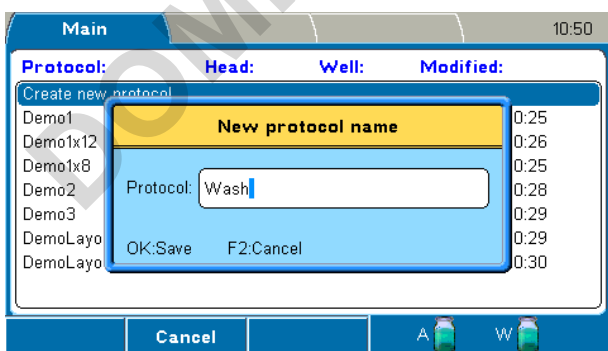 Main 10:50
Protocol: Head: Well: Modified:
Create new protocol
Demo1 0:25
Demo1x12 0:26
Demo1x8 0:25
Demo2 0:28
Demo3 0:29
DemoLayo 0:29
DemoLayo 0:30
New protocol name
Protocol: Wash
OK:Save F2:Cancel
Cancel A W